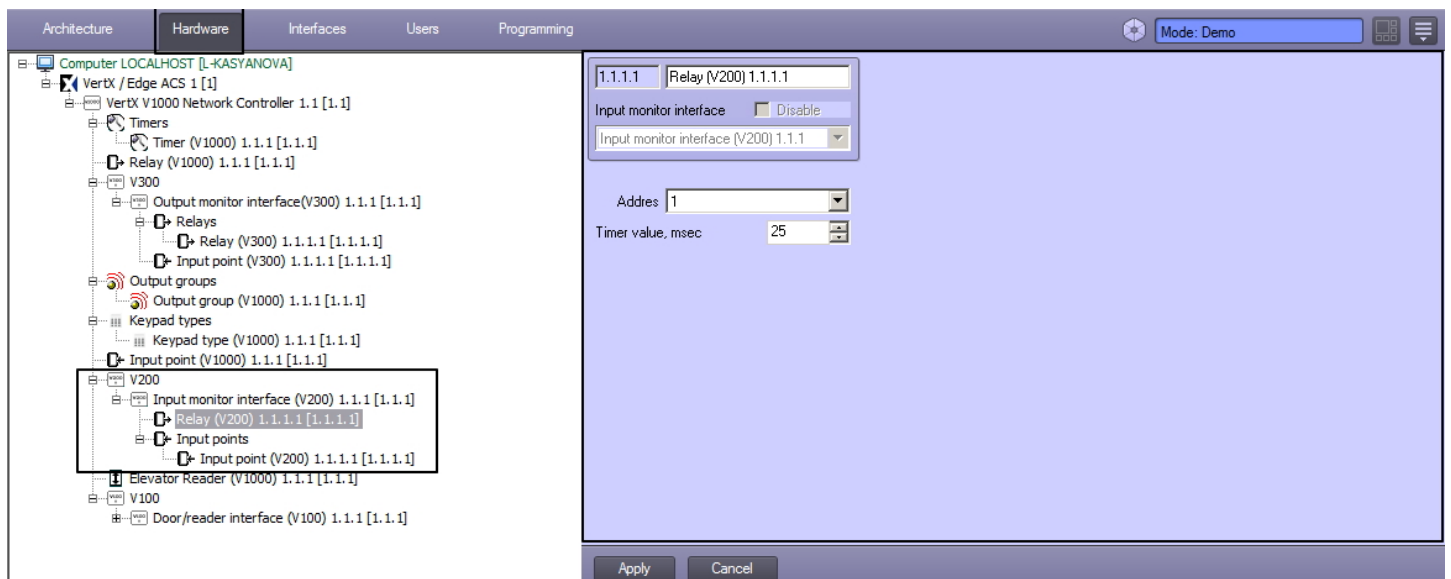 Architecture Hardware Interfaces Users Programming Mode: Demo
Computer LOCALHOST [L-KASYANOVA]
VertX / Edge ACS 1 [1]
VertX V1000 Network Controller 1.1 [1.1]
Timers
Timer (V1000) 1.1.1 [1.1.1]
Relay (V1000) 1.1.1 [1.1.1]
V300
Output monitor interface(V300) 1.1.1 [1.1.1]
Relays
Relay (V300) 1.1.1.1 [1.1.1.1]
Input point (V300) 1.1.1.1 [1.1.1.1]
Output groups
Output group (V1000) 1.1.1 [1.1.1]
Keypad types
Keypad type (V1000) 1.1.1 [1.1.1]
Input point (V1000) 1.1.1 [1.1.1]
V200
Input monitor interface (V200) 1.1.1 [1.1.1]
Relay (V200) 1.1.1.1 [1.1.1.1]
Input points
Input point (V200) 1.1.1.1 [1.1.1.1]
Elevator Reader (V1000) 1.1.1 [1.1.1]
V100
Door/reader interface (V100) 1.1.1 [1.1.1]
1.1.1.1 Relay (V200) 1.1.1.1
Input monitor interface Disable
Input monitor interface (V200) 1.1.1
Addres 1
Timer value, msec 25
Apply Cancel